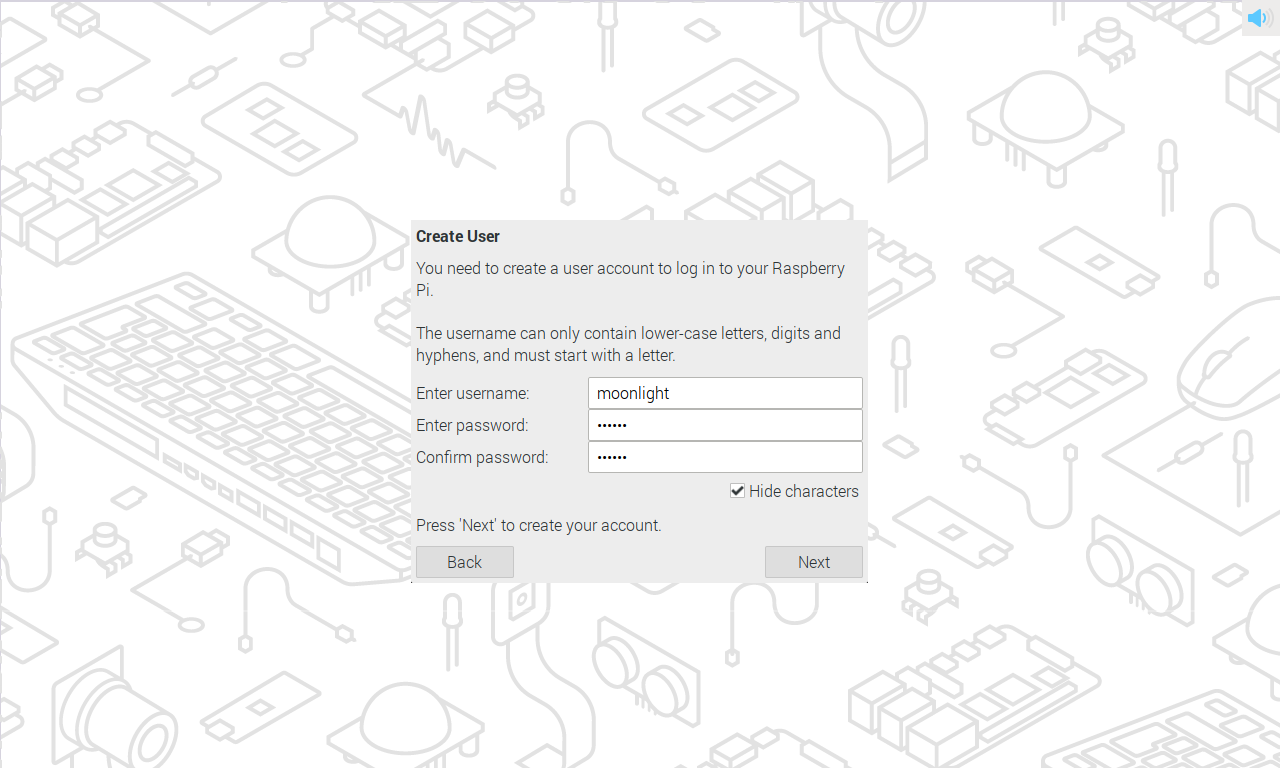 Create User
You need to create a user account to log in to your Raspberry
Pi.
The username can only contain lower-case letters, digits and
hyphens, and must start with a letter.
Enter username: moonlight
Enter password: ••••••
Confirm password: ••••••
Hide characters
Press 'Next' to create your account.
Back Next